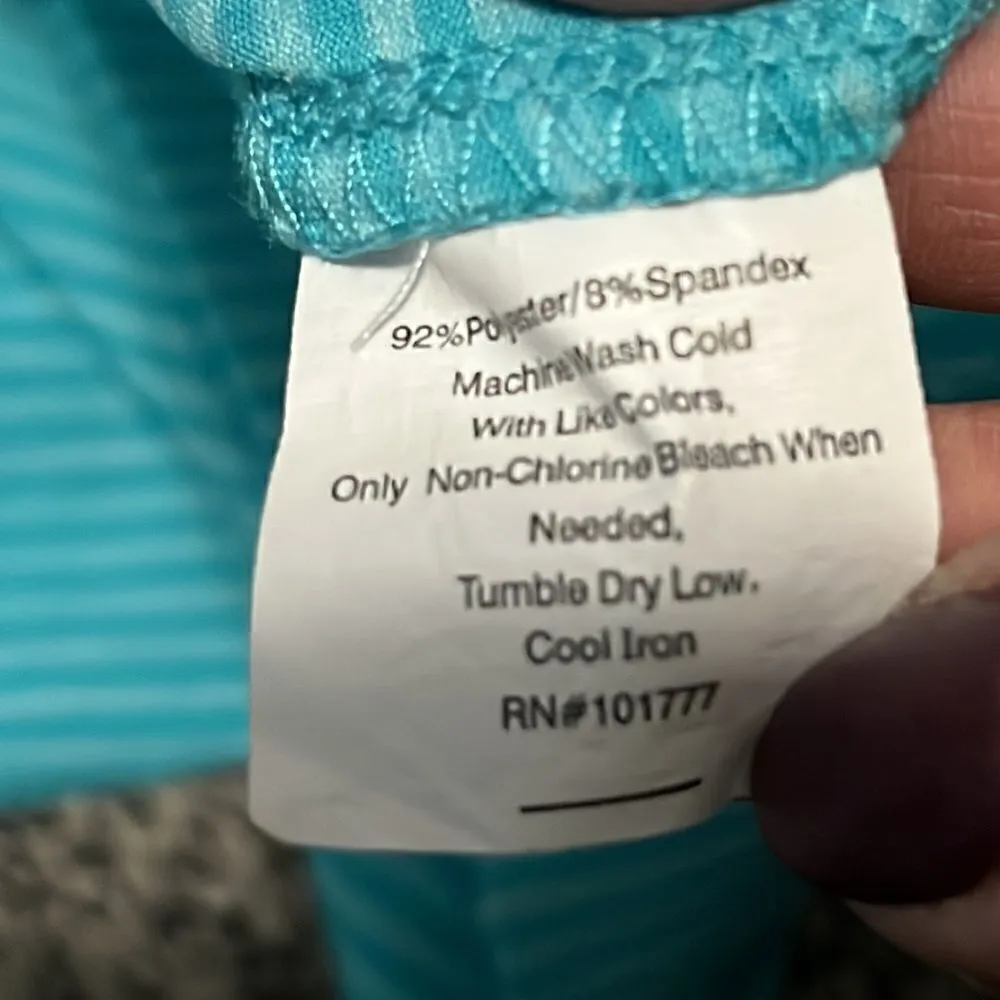 92%Polyester/8%Spandex
Machine Wash Cold
With Like Colors,
Only Non-Chlorine Bleach When
Needed,
Tumble Dry Low.
Cool Iron
RN#101777